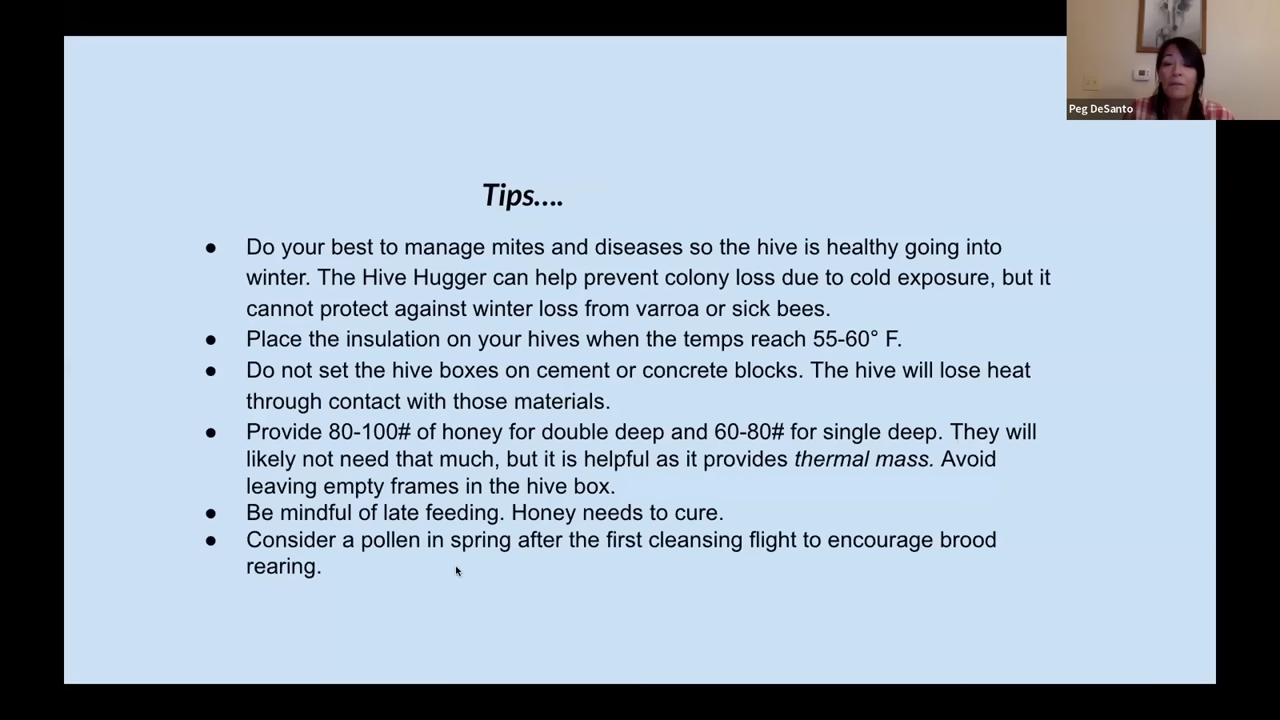 Peg DeSanto
Tips....
● Do your best to manage mites and diseases so the hive is healthy going into
winter. The Hive Hugger can help prevent colony loss due to cold exposure, but it
cannot protect against winter loss from varroa or sick bees.
● Place the insulation on your hives when the temps reach 55-60° F.
● Do not set the hive boxes on cement or concrete blocks. The hive will lose heat
through contact with those materials.
● Provide 80-100# of honey for double deep and 60-80# for single deep. They will
likely not need that much, but it is helpful as it provides thermal mass. Avoid
leaving empty frames in the hive box.
● Be mindful of late feeding. Honey needs to cure.
● Consider a pollen in spring after the first cleansing flight to encourage brood
rearing.